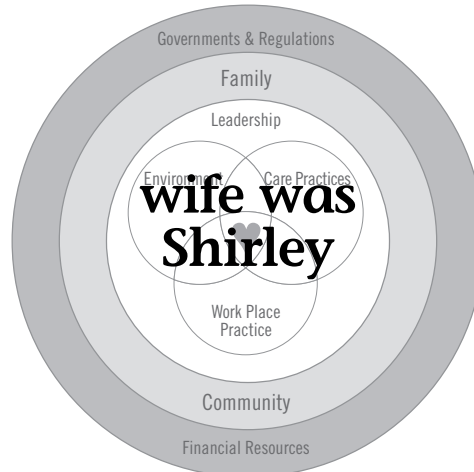 Governments & Regulations
Family
Leadership
Environment Care Practices
wife was
Shirley
Work Place
Practice
Community
Financial Resources